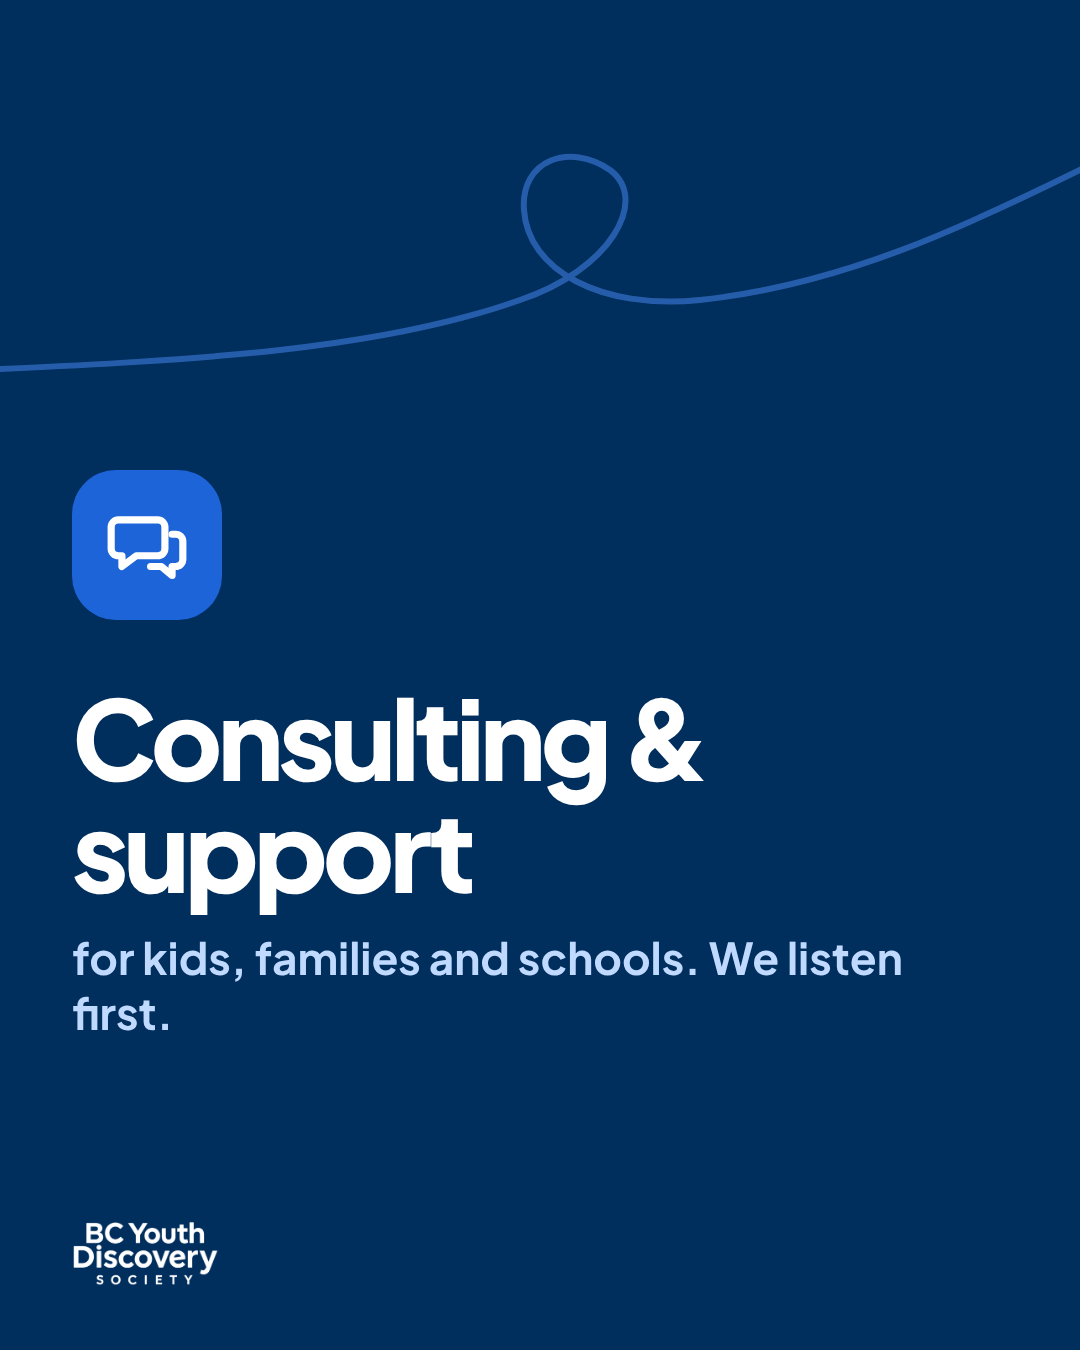 Consulting &
support
for kids, families and schools. We listen
first.
BC Youth
Discovery
SOCIETY